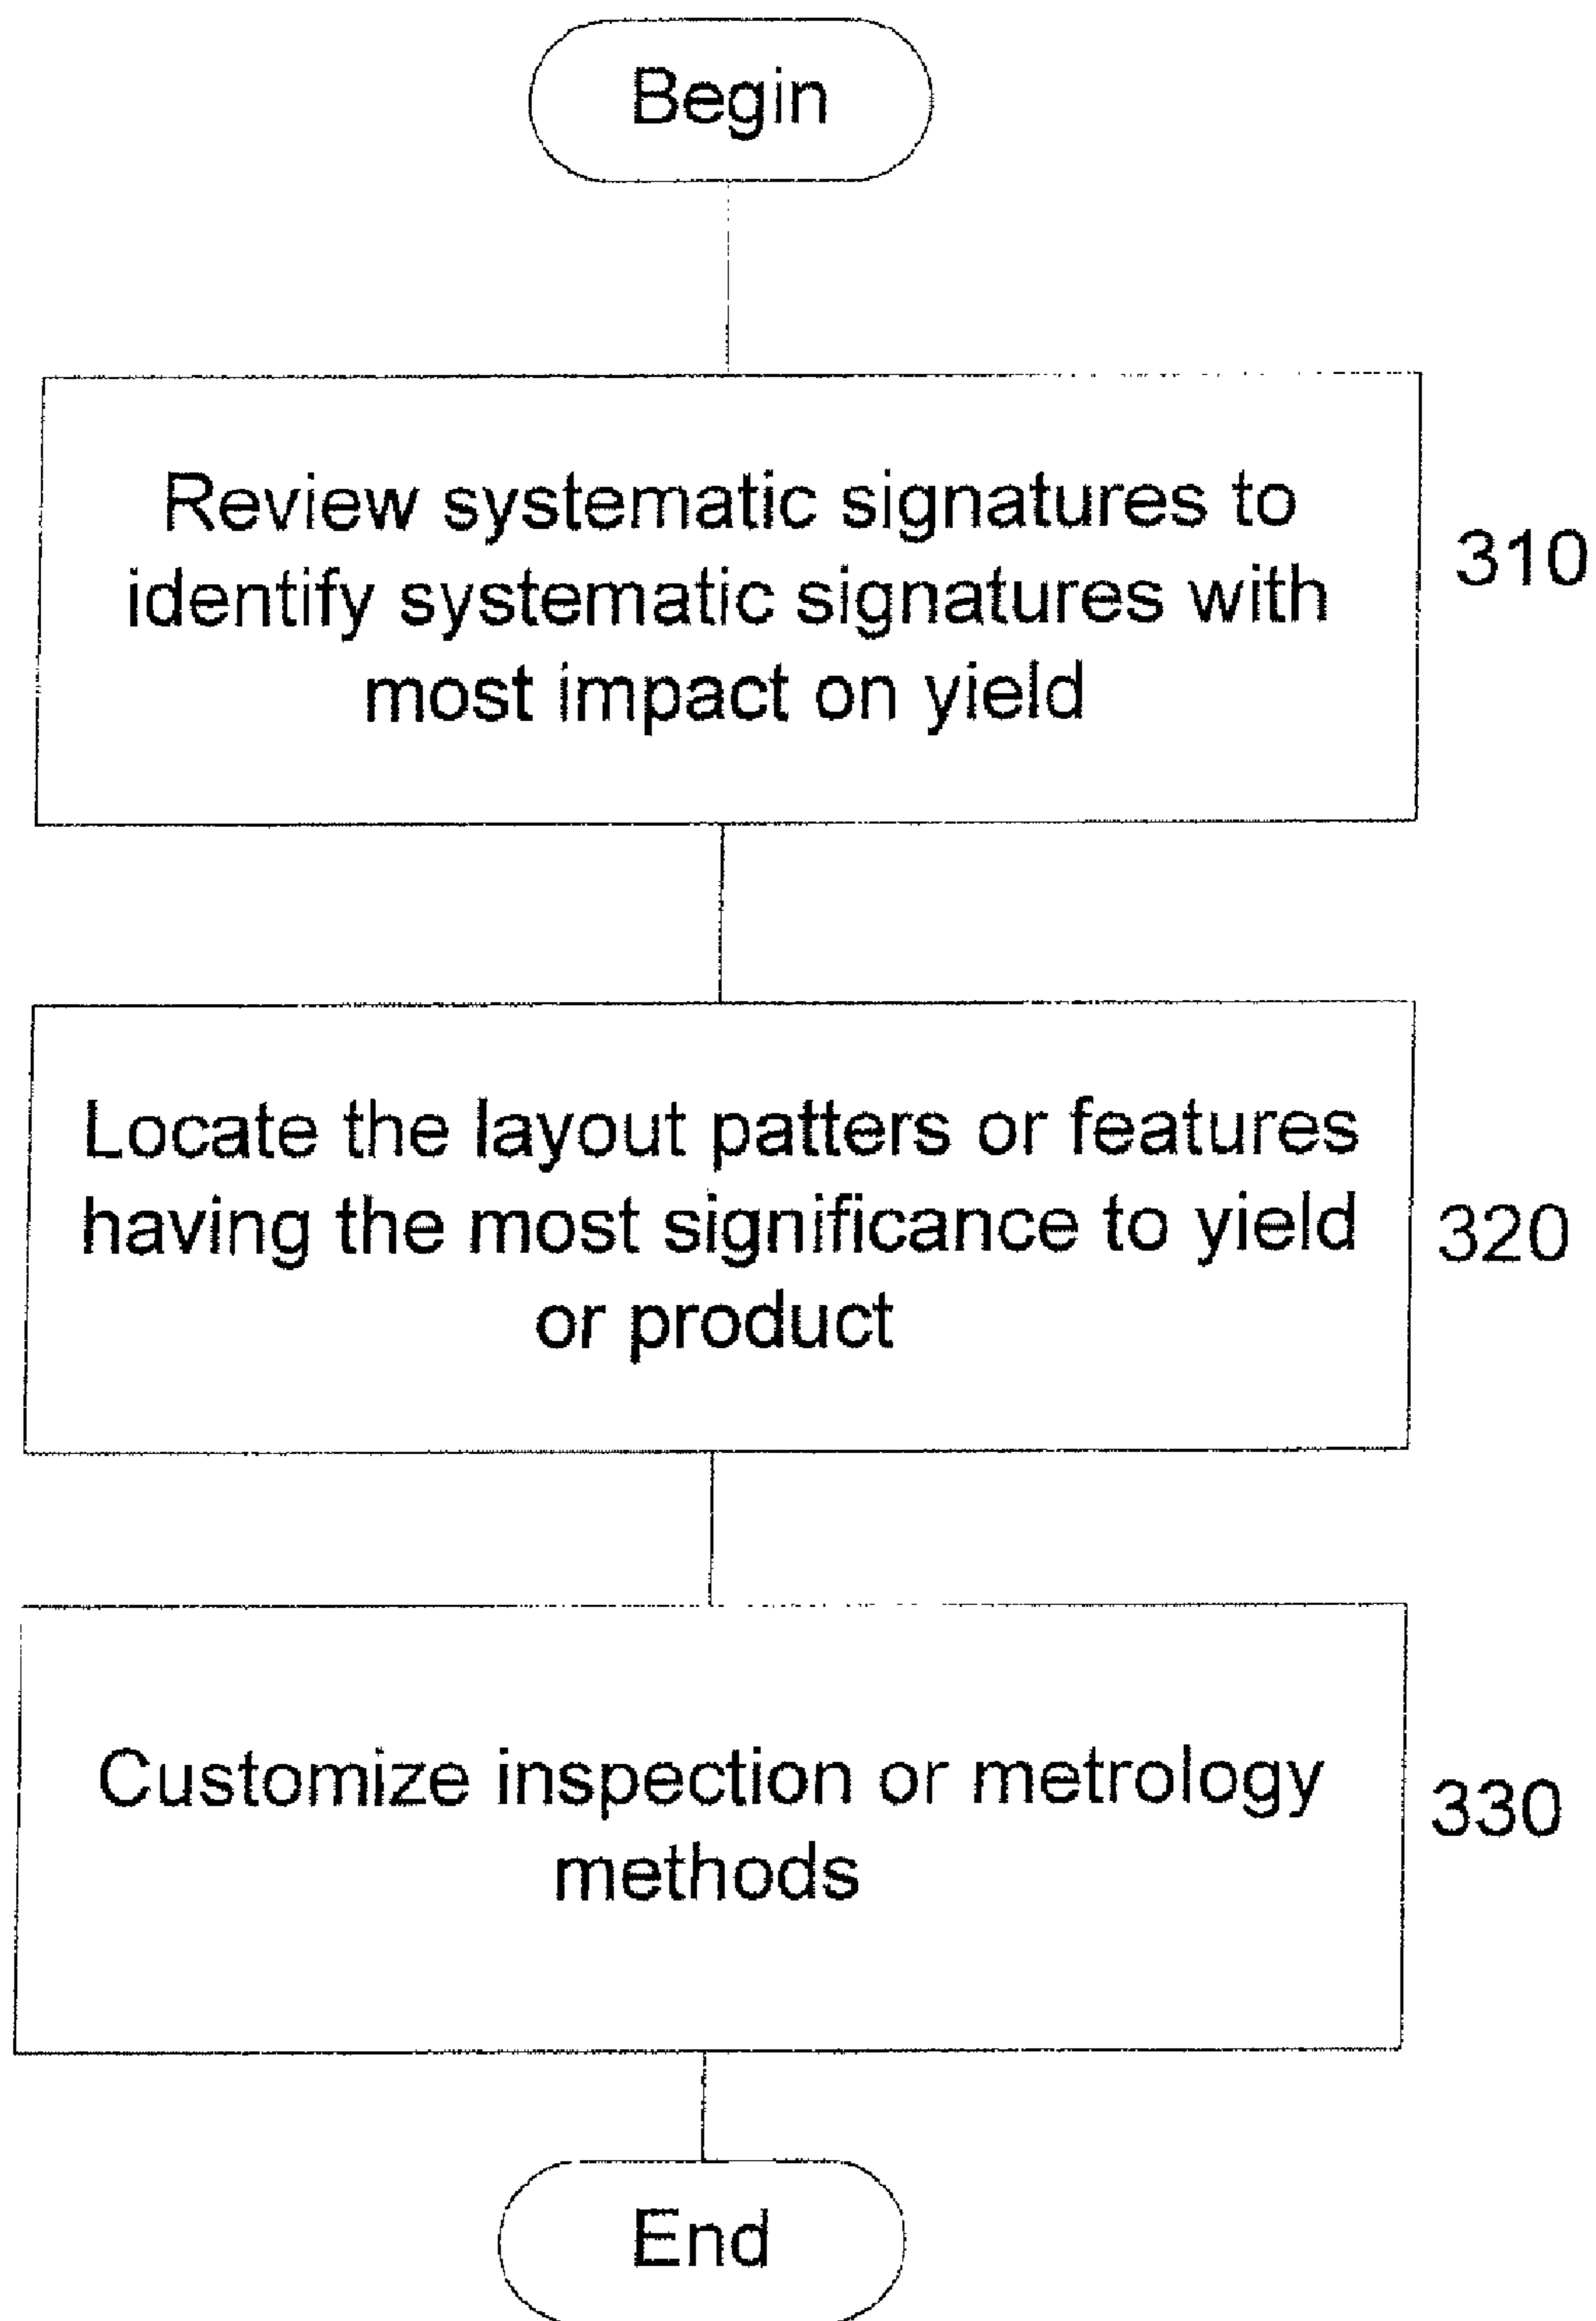 Begin
Review systematic signatures to
identify systematic signatures with
most impact on yield
310
Locate the layout patters or features
having the most significance to yield
or product
320
Customize inspection or metrology
methods
330
End